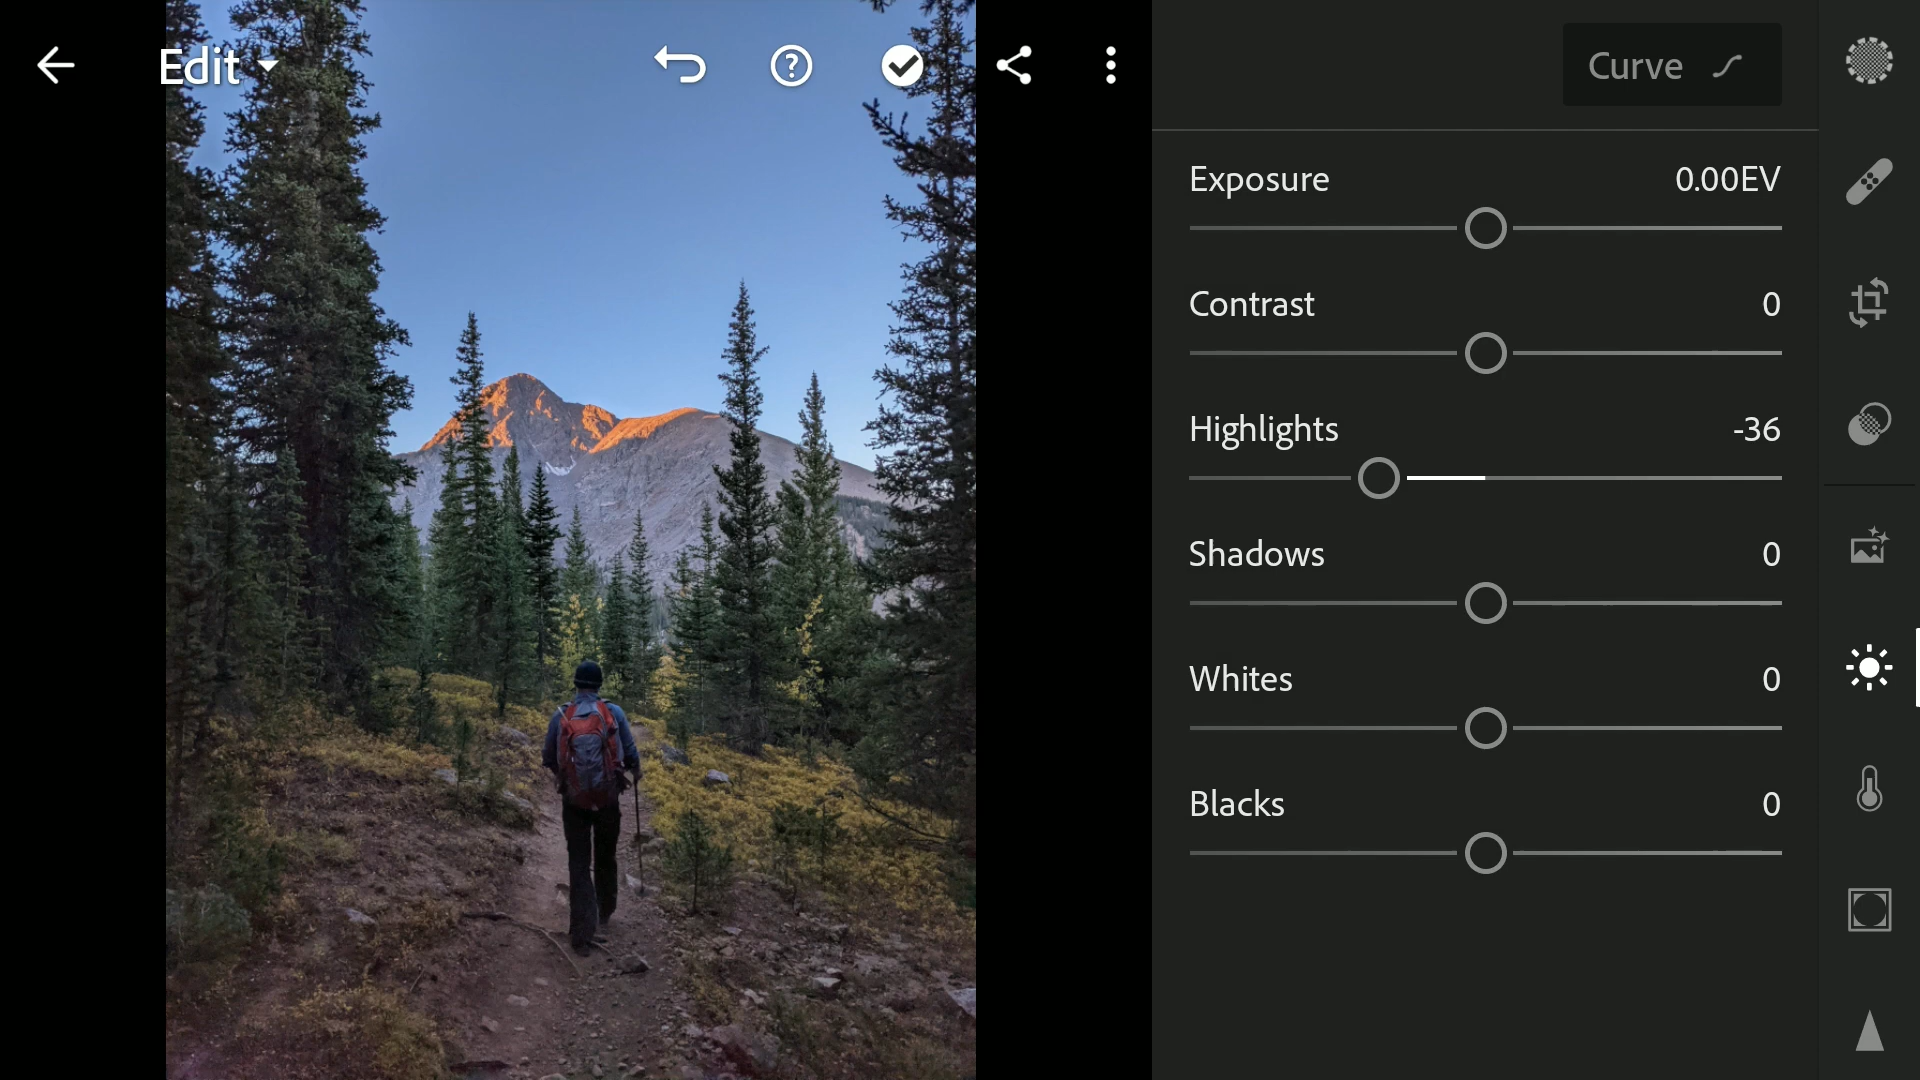 Edit
Curve
Exposure 0.00EV
Contrast 0
Highlights -36
Shadows 0
Whites 0
Blacks 0